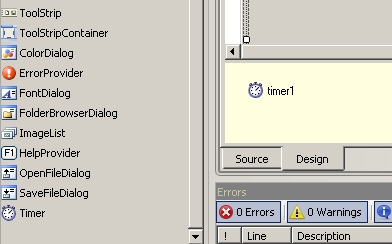 ToolStrip
ToolStripContainer
ColorDialog
ErrorProvider
FontDialog
FolderBrowserDialog
ImageList
F1 HelpProvider
OpenFileDialog
SaveFileDialog
Timer
timer1
Source Design
Errors
0 Errors 0 Warnings
! Line Description